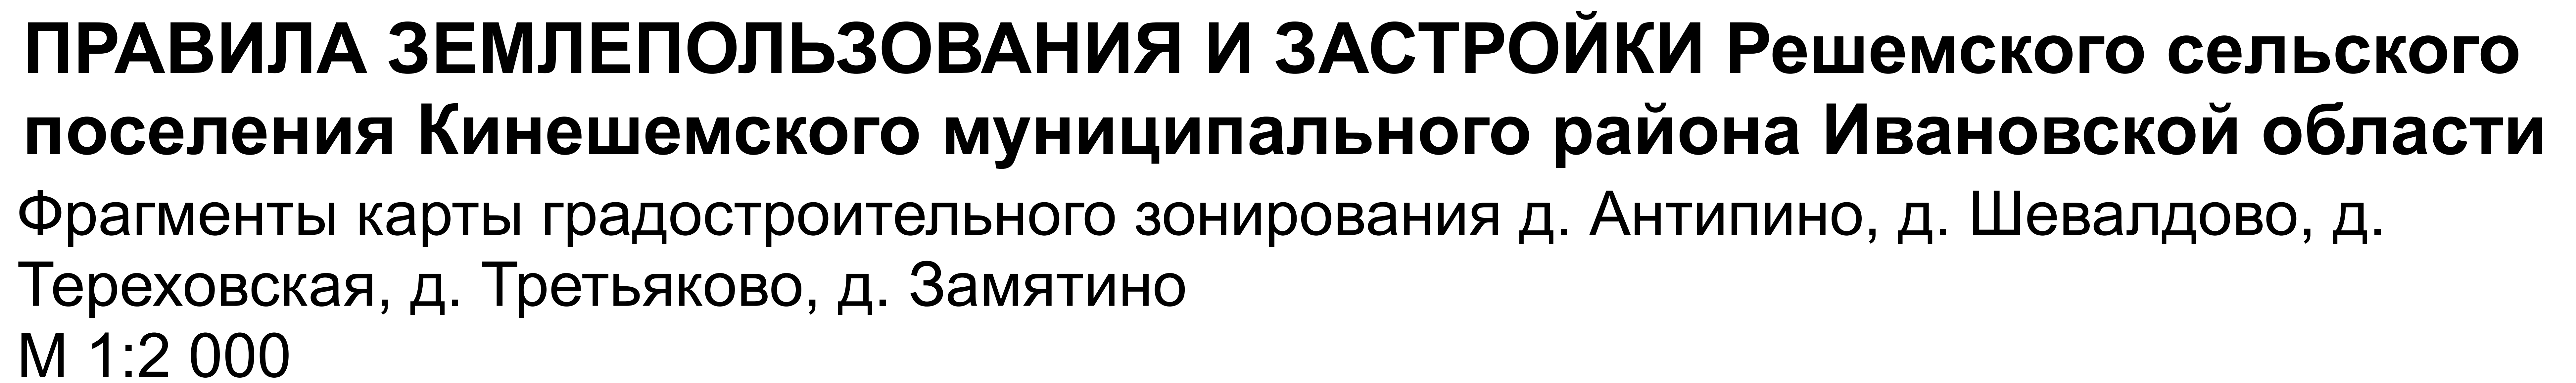 ПРАВИЛА ЗЕМЛЕПОЛЬЗОВАНИЯ И ЗАСТРОЙКИ Решемского сельского
поселения Кинешемского муниципального района Ивановской области
Фрагменты карты градостроительного зонирования д. Антипино, д. Шевалдово, д.
Тереховская, д. Третьяково, д. Замятино
М 1:2 000